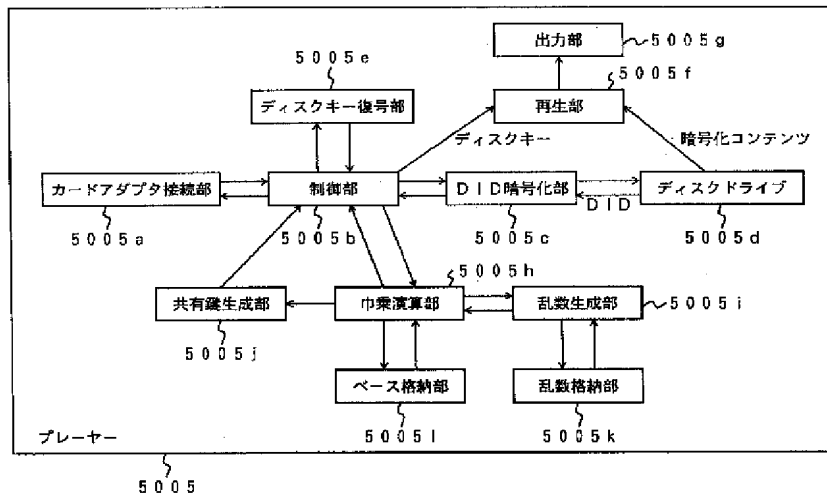 出力部
5005g
5005e
5005f
ディスクキー復号部
再生部
ディスクキー
暗号化コンテンツ
カードアダプタ接続部
制御部
DID暗号化部
ディスクドライブ
DID
5005a
5005b
5005c
5005d
5005h
共有鍵生成部
巾乗演算部
乱数生成部
5005i
5005j
ベース格納部
乱数格納部
プレーヤー
5005l
5005k
5005